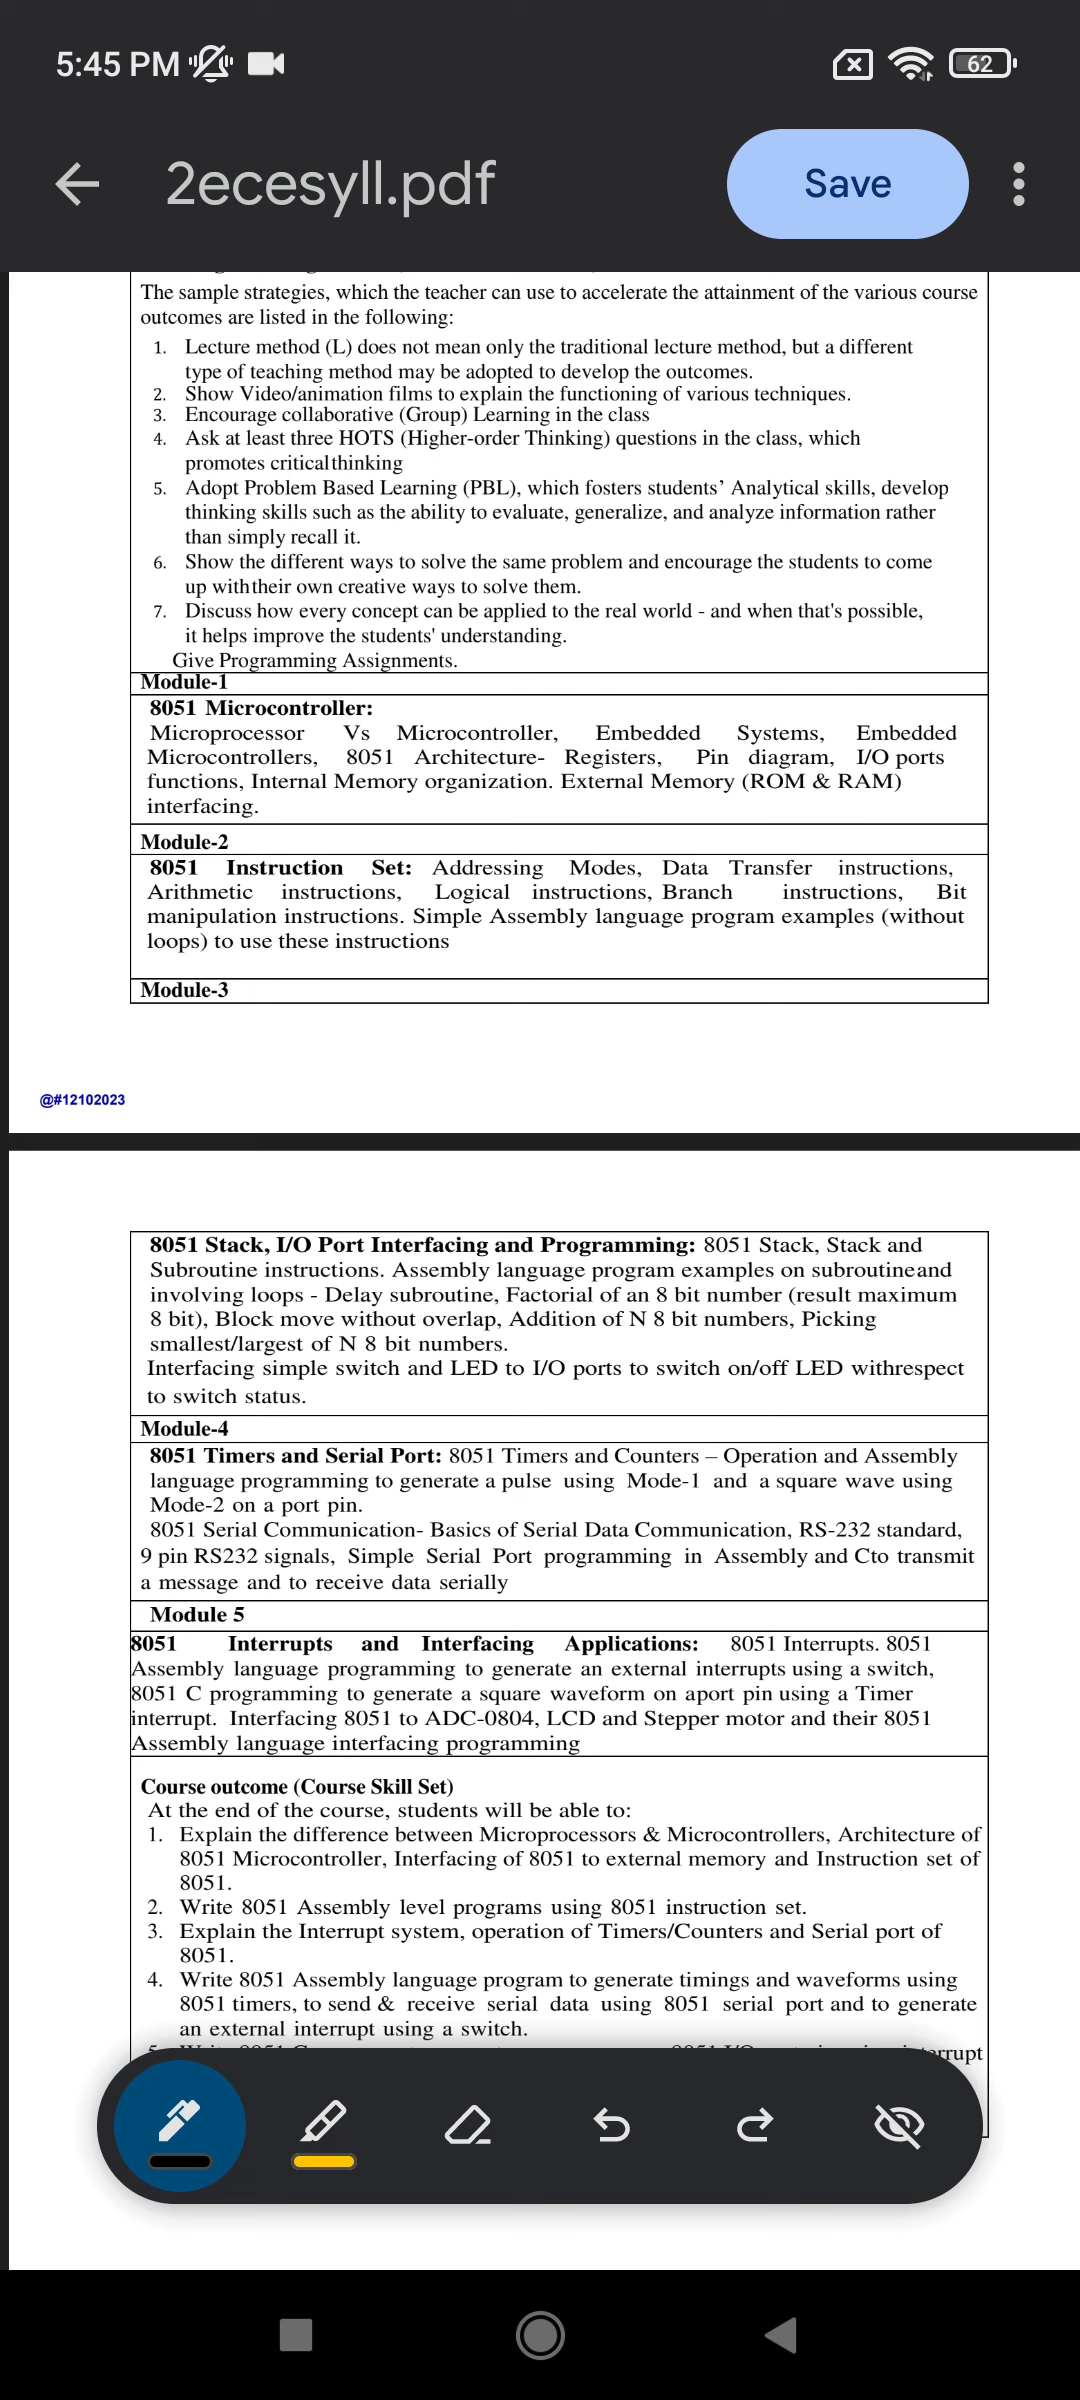 5:45 PM
62
2ecesyll.pdf
Save
The sample strategies, which the teacher can use to accelerate the attainment of the various course
outcomes are listed in the following:
1. Lecture method (L) does not mean only the traditional lecture method, but a different
type of teaching method may be adopted to develop the outcomes.
2. Show Video/animation films to explain the functioning of various techniques.
3. Encourage collaborative (Group) Learning in the class
4. Ask at least three HOTS (Higher-order Thinking) questions in the class, which
promotes criticalthinking
5. Adopt Problem Based Learning (PBL), which fosters students’ Analytical skills, develop
thinking skills such as the ability to evaluate, generalize, and analyze information rather
than simply recall it.
6. Show the different ways to solve the same problem and encourage the students to come
up withtheir own creative ways to solve them.
7. Discuss how every concept can be applied to the real world - and when that's possible,
it helps improve the students' understanding.
Give Programming Assignments.
Module-1
8051 Microcontroller:
Microprocessor Vs Microcontroller, Embedded Systems, Embedded
Microcontrollers, 8051 Architecture- Registers, Pin diagram, I/O ports
functions, Internal Memory organization. External Memory (ROM & RAM)
interfacing.
Module-2
8051 Instruction Set: Addressing Modes, Data Transfer instructions,
Arithmetic instructions, Logical instructions, Branch instructions, Bit
manipulation instructions. Simple Assembly language program examples (without
loops) to use these instructions
Module-3
@#12102023
8051 Stack, I/O Port Interfacing and Programming: 8051 Stack, Stack and
Subroutine instructions. Assembly language program examples on subroutineand
involving loops - Delay subroutine, Factorial of an 8 bit number (result maximum
8 bit), Block move without overlap, Addition of N 8 bit numbers, Picking
smallest/largest of N 8 bit numbers.
Interfacing simple switch and LED to I/O ports to switch on/off LED withrespect
to switch status.
Module-4
8051 Timers and Serial Port: 8051 Timers and Counters – Operation and Assembly
language programming to generate a pulse using Mode-1 and a square wave using
Mode-2 on a port pin.
8051 Serial Communication- Basics of Serial Data Communication, RS-232 standard,
9 pin RS232 signals, Simple Serial Port programming in Assembly and Cto transmit
a message and to receive data serially
Module 5
8051 Interrupts and Interfacing Applications: 8051 Interrupts. 8051
Assembly language programming to generate an external interrupts using a switch,
8051 C programming to generate a square waveform on aport pin using a Timer
interrupt. Interfacing 8051 to ADC-0804, LCD and Stepper motor and their 8051
Assembly language interfacing programming
Course outcome (Course Skill Set)
At the end of the course, students will be able to:
1. Explain the difference between Microprocessors & Microcontrollers, Architecture of
8051 Microcontroller, Interfacing of 8051 to external memory and Instruction set of
8051.
2. Write 8051 Assembly level programs using 8051 instruction set.
3. Explain the Interrupt system, operation of Timers/Counters and Serial port of
8051.
4. Write 8051 Assembly language program to generate timings and waveforms using
8051 timers, to send & receive serial data using 8051 serial port and to generate
an external interrupt using a switch.